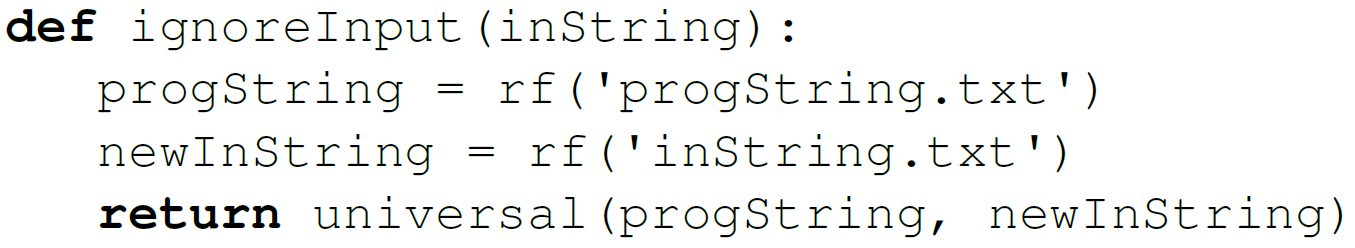 def ignoreInput(inString):
   progString = rf('progString.txt')
   newInString = rf('inString.txt')
   return universal(progString, newInString)